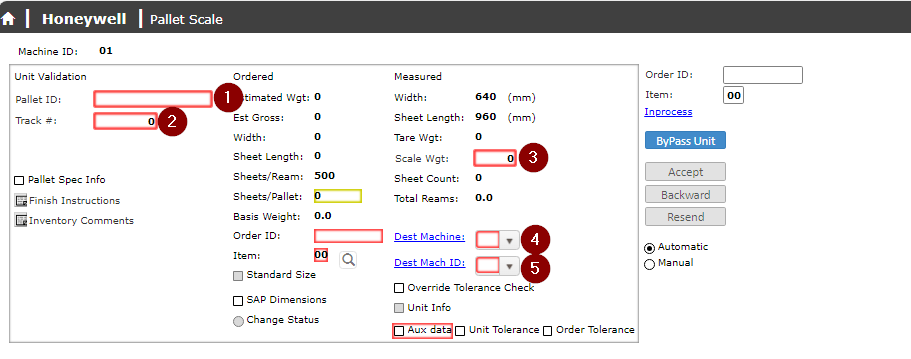 Honeywell Pallet Scale
Machine ID: 01
Unit Validation
Pallet ID: 1
Track #: 0 2
Pallet Spec Info
Finish Instructions
Inventory Comments
Ordered
Estimated Wgt: 0
Est Gross: 0
Width: 0
Sheet Length: 0
Sheets/Ream: 500
Sheets/Pallet: 0
Basis Weight: 0.0
Order ID:
Item: 00
Standard Size
SAP Dimensions
Change Status
Measured
Width: 640 (mm)
Sheet Length: 960 (mm)
Tare Wgt: 0
Scale Wgt: 0 3
Sheet Count: 0
Total Reams: 0.0
Dest Machine: 4
Dest Mach ID: 5
Override Tolerance Check
Unit Info
Aux data Unit Tolerance Order Tolerance
Order ID:
Item: 00
Inprocess
ByPass Unit
Accept
Backward
Resend
Automatic
Manual